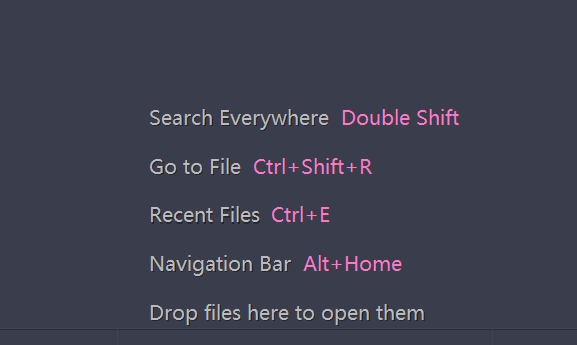 Search Everywhere Double Shift
Go to File Ctrl+Shift+R
Recent Files Ctrl+E
Navigation Bar Alt+Home
Drop files here to open them